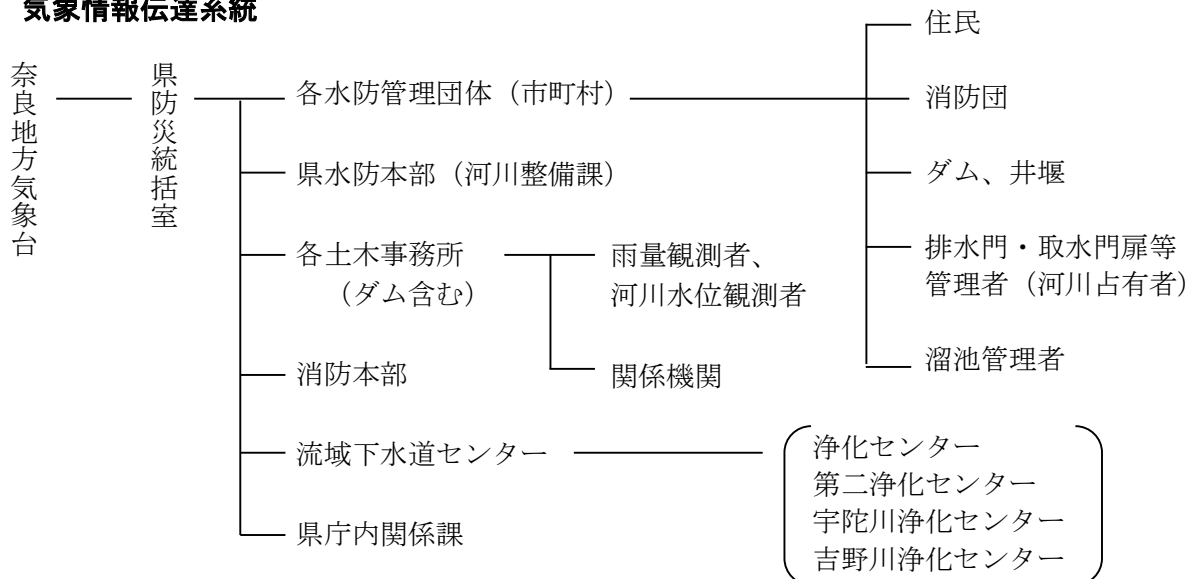 気象情報伝達系統
奈良地方気象台
県防災統括室
各水防管理団体（市町村）
住民
消防団
ダム、井堰
排水門・取水門扉等
管理者（河川占有者）
溜池管理者
県水防本部（河川整備課）
各土木事務所
（ダム含む）
雨量観測者、
河川水位観測者
関係機関
消防本部
流域下水道センター
浄化センター
第二浄化センター
宇陀川浄化センター
吉野川浄化センター
県庁内関係課